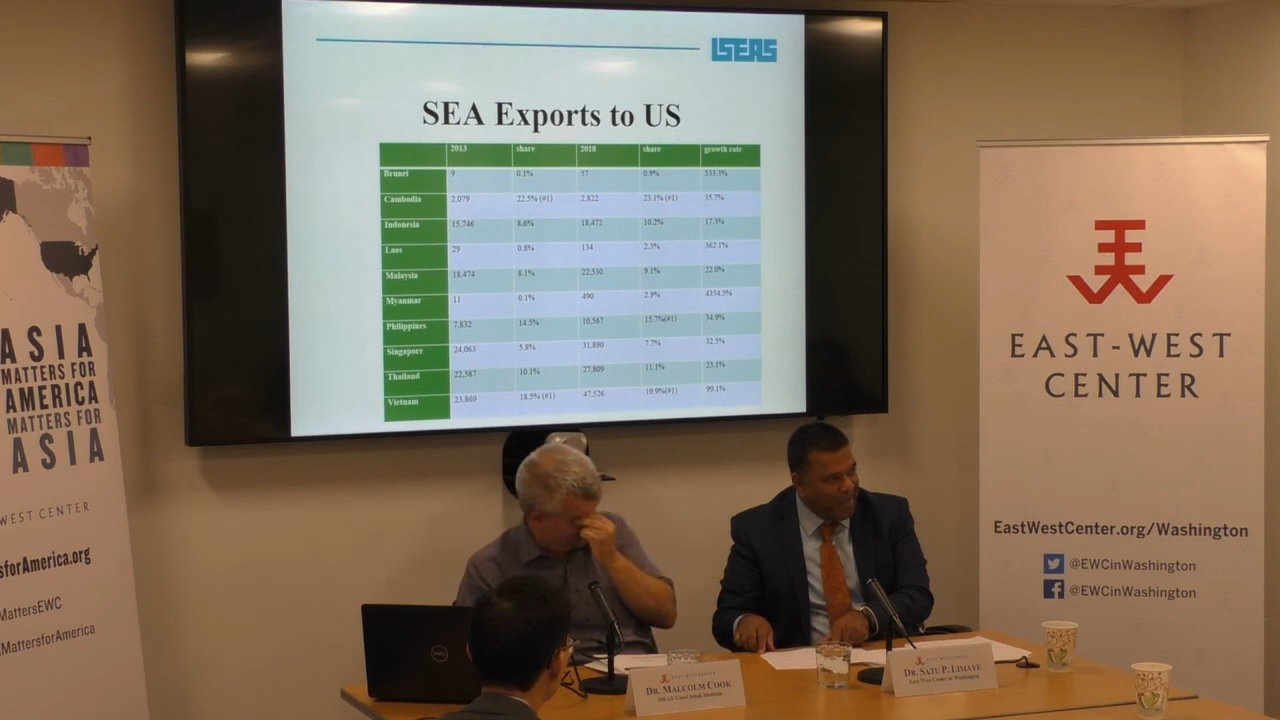 ISEAS
SEA Exports to US
2013 share 2018 share growth rate
Brunei 9 0.1% 57 0.9% 533.3%
Cambodia 2,079 22.5% (#1) 2,822 23.1% (#1) 35.7%
Indonesia 15,746 8.6% 18,472 10.2% 17.3%
Laos 29 0.8% 134 2.3% 362.1%
Malaysia 18,474 8.1% 22,530 9.1% 22.0%
Myanmar 11 0.1% 490 2.9% 4354.5%
Philippines 7,832 14.5% 10,567 15.7%(#1) 34.9%
Singapore 24,063 5.8% 31,890 7.7% 32.5%
Thailand 22,587 10.1% 27,809 11.1% 23.1%
Vietnam 23,869 18.5% (#1) 47,526 19.9%(#1) 99.1%
ASIA
MATTERS FOR
AMERICA
MATTERS FOR
ASIA
WEST CENTER
sforAmerica.org
MattersEWC
MattersforAmerica
EAST-WEST
CENTER
EastWestCenter.org/Washington
@EWCinWashington
@EWCinWashington
DELL
DR. MALCOLM COOK
EAST-WEST CENTER
DR. SATU P. LIMAYE
East-West Center in Washington